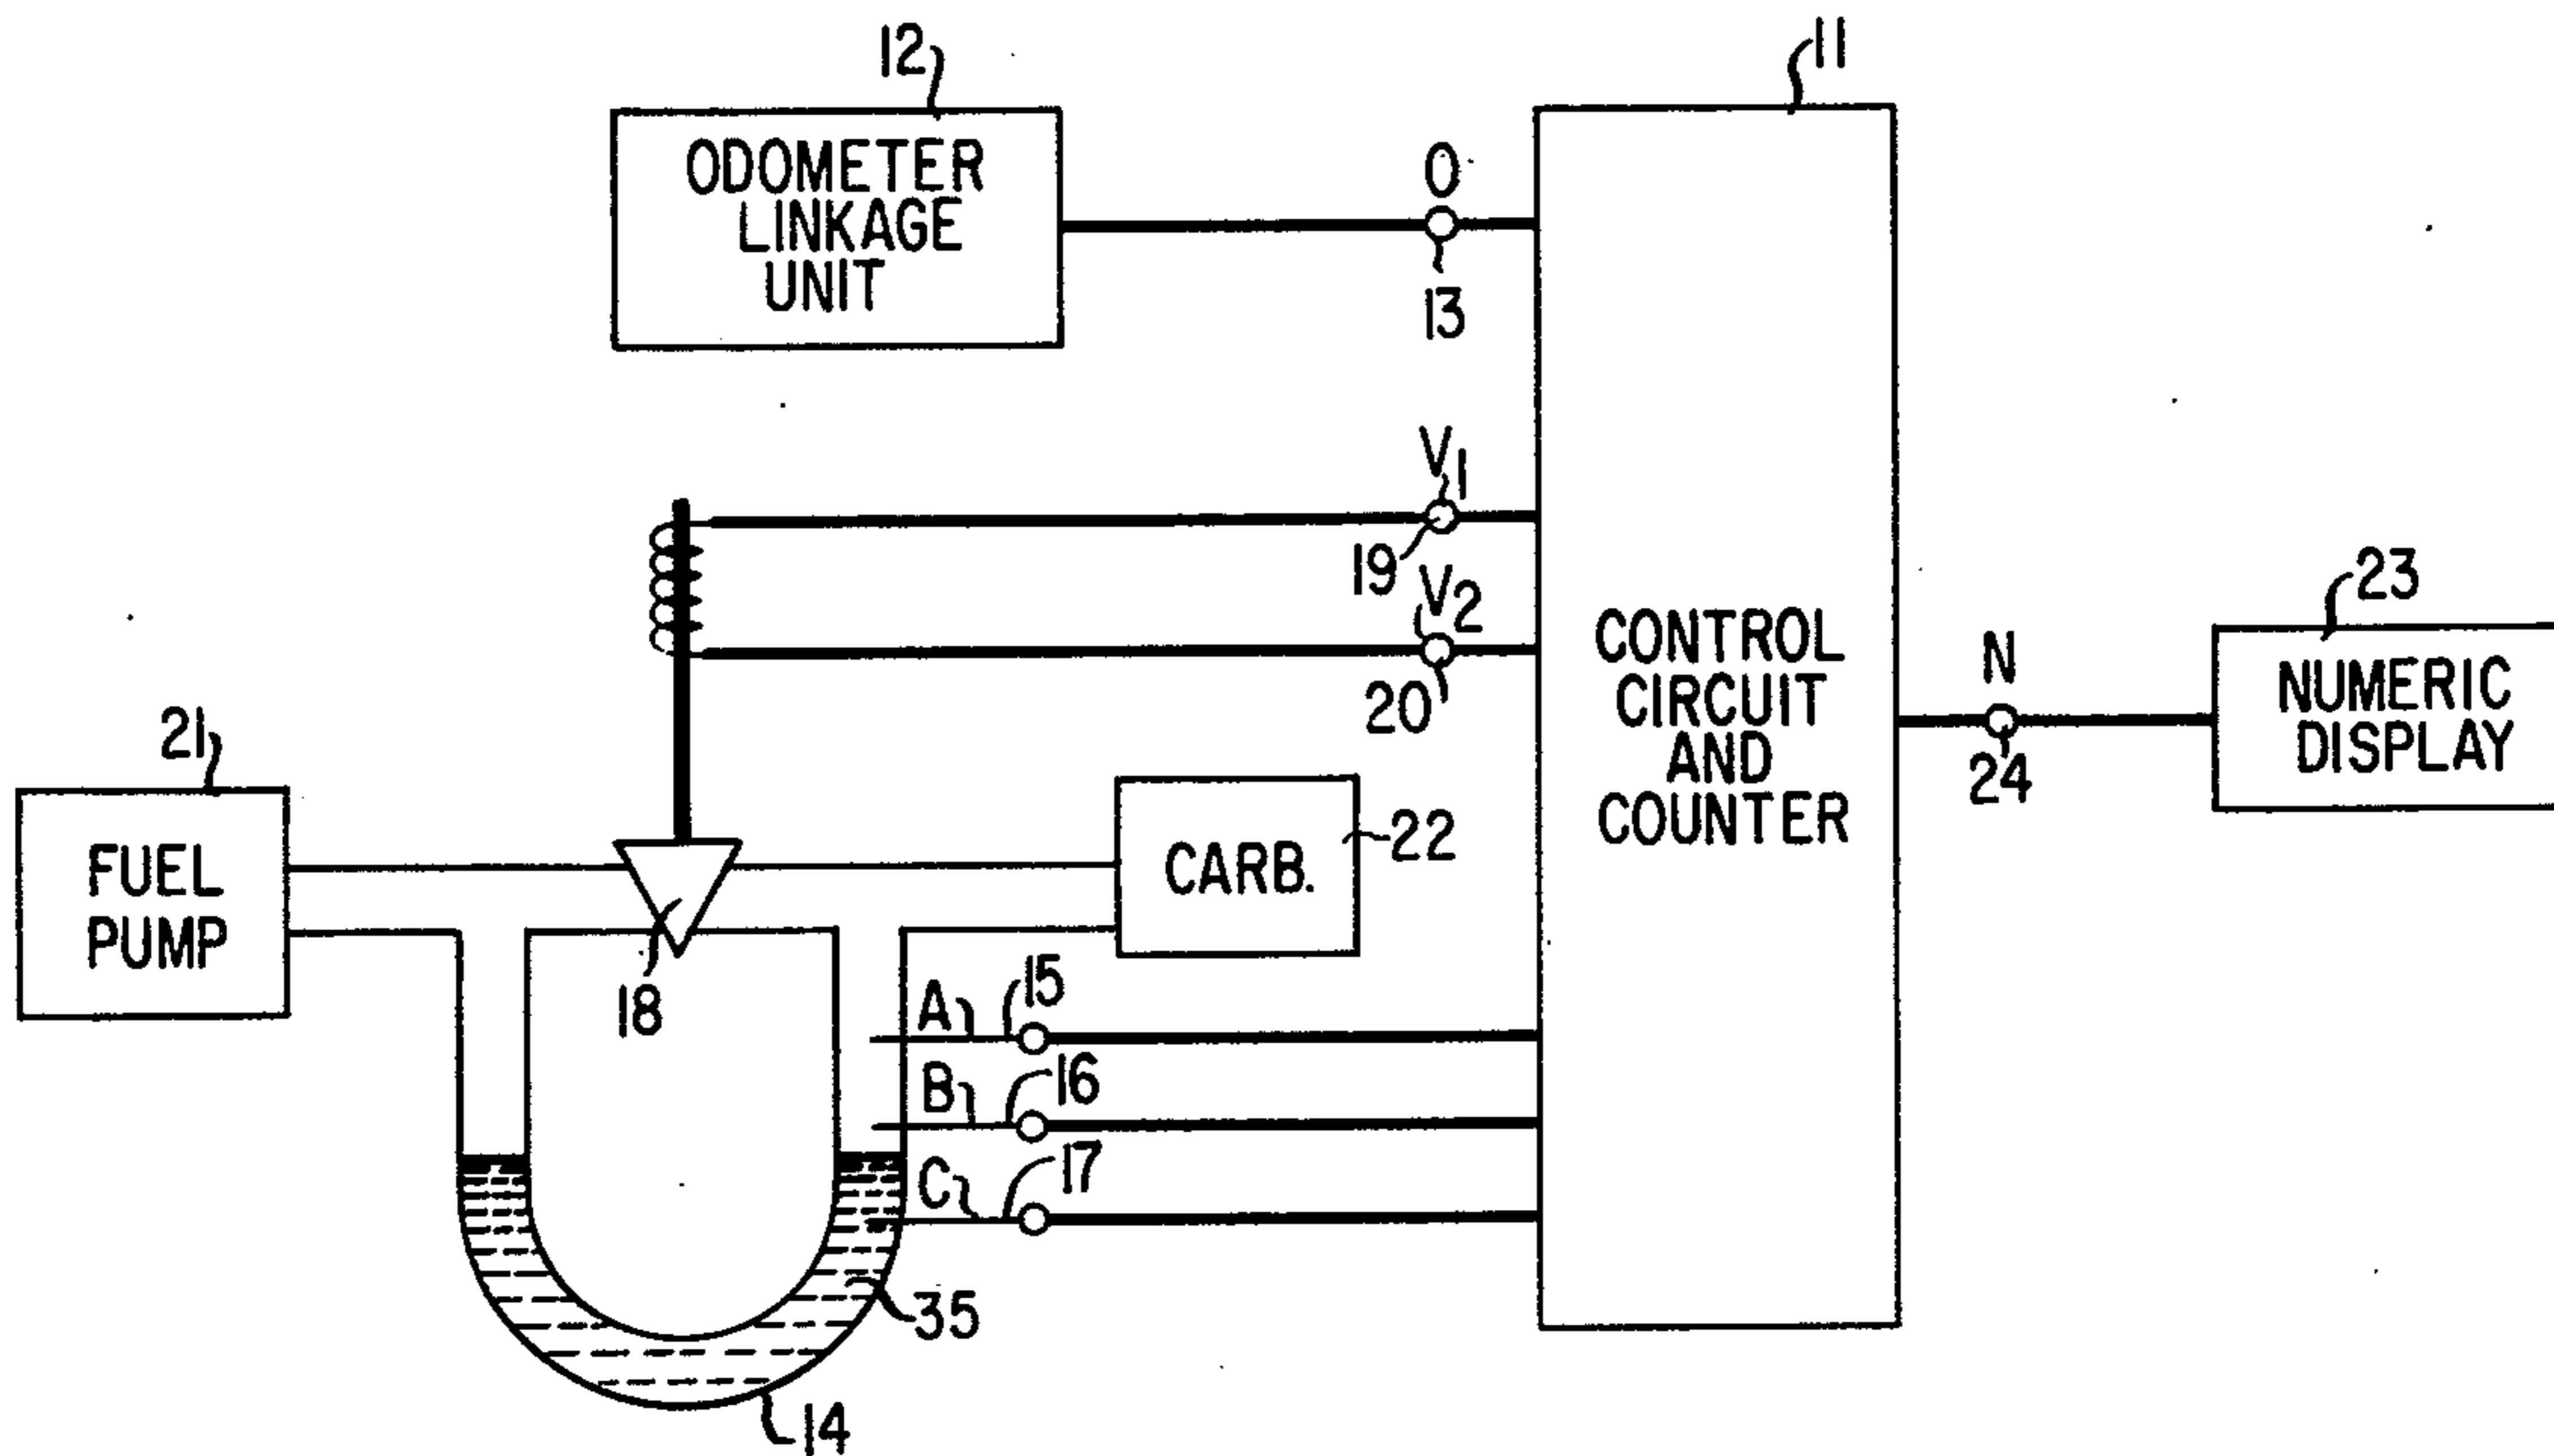 12
11
ODOMETER
LINKAGE
UNIT
O
13
V1
19
V2
20
CONTROL
CIRCUIT
AND
COUNTER
N
24
23
NUMERIC
DISPLAY
21
FUEL
PUMP
18
CARB.
22
A
15
B
16
C
17
35
14